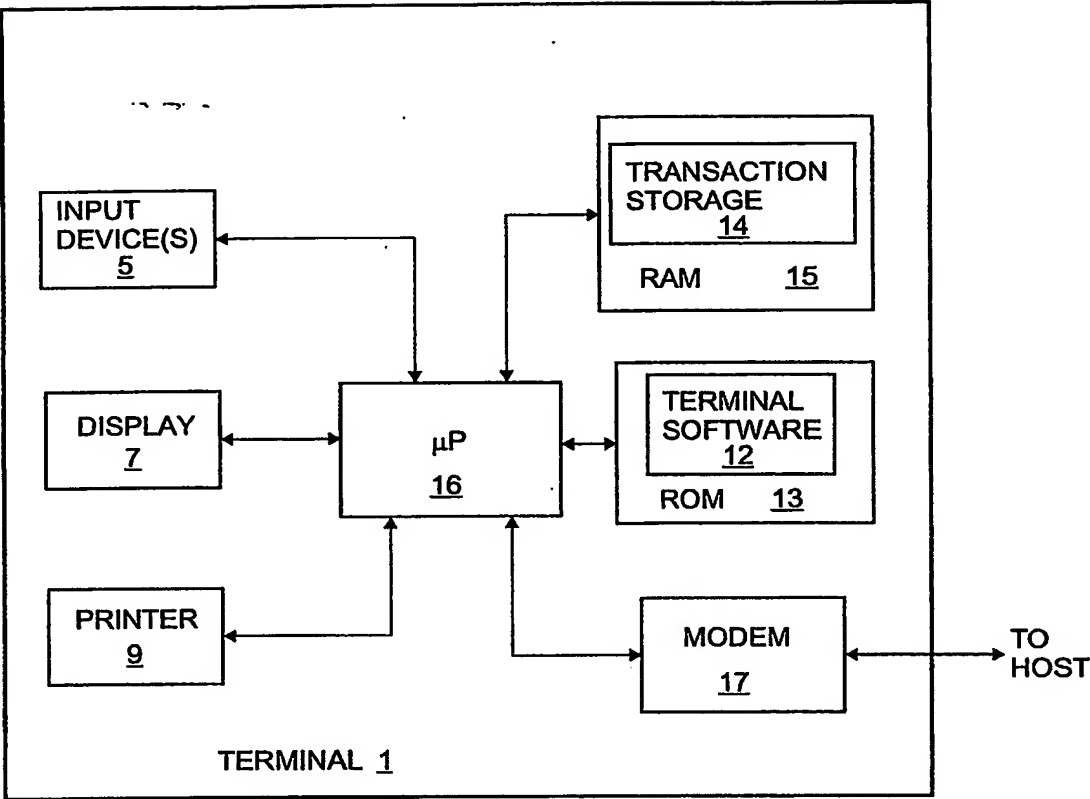 INPUT
DEVICE(S)
5
DISPLAY
7
PRINTER
9
μP
16
TRANSACTION
STORAGE
14
RAM 15
TERMINAL
SOFTWARE
12
ROM 13
MODEM
17
TO
HOST
TERMINAL 1